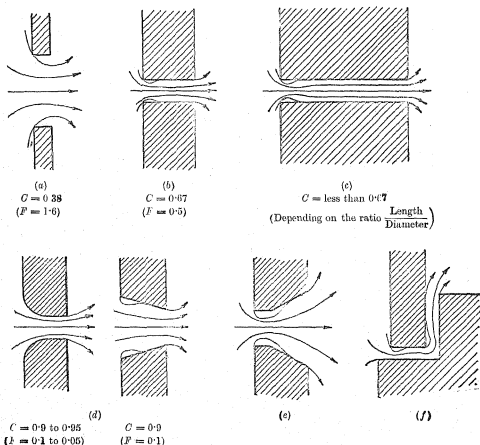 (a)
C = 0·38
(F = 1·6)
(b)
C = 0·67
(F = 0·5)
(c)
C = less than 0·67
(Depending on the ratio Length
Diameter)
(d)
C = 0·9 to 0·95
(F = 0·1 to 0·05)
C = 0·9
(F = 0·1)
(e)
(f)